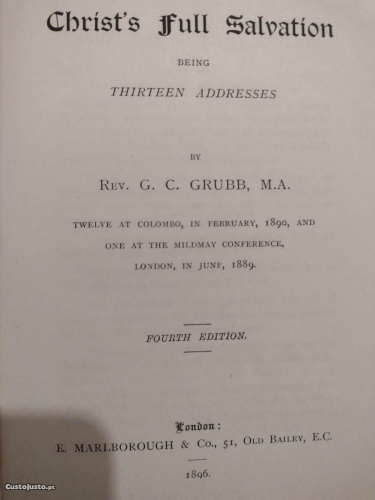 Christ's Full Salvation
BEING
THIRTEEN ADDRESSES
BY
REV. G. C. GRUBB, M.A.
TWELVE AT COLOMBO, IN FEBRUARY, 1890, AND
ONE AT THE MILDMAY CONFERENCE,
LONDON, IN JUNE, 1889.
FOURTH EDITION.
London:
E. MARLBOROUGH & Co., 51, OLD BAILEY, E.C.
1896.
CustoJusto.pt